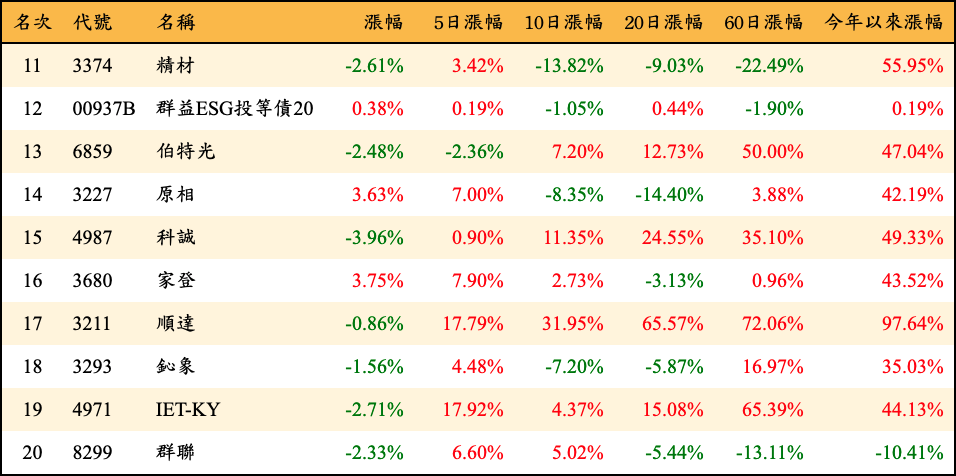 名次 代號 名稱 漲幅 5日漲幅 10日漲幅 20日漲幅 60日漲幅 今年以來漲幅
11 3374 精材 -2.61% 3.42% -13.82% -9.03% -22.49% 55.95%
12 00937B 群益ESG投等債20 0.38% 0.19% -1.05% 0.44% -1.90% 0.19%
13 6859 伯特光 -2.48% -2.36% 7.20% 12.73% 50.00% 47.04%
14 3227 原相 3.63% 7.00% -8.35% -14.40% 3.88% 42.19%
15 4987 科誠 -3.96% 0.90% 11.35% 24.55% 35.10% 49.33%
16 3680 家登 3.75% 7.90% 2.73% -3.13% 0.96% 43.52%
17 3211 順達 -0.86% 17.79% 31.95% 65.57% 72.06% 97.64%
18 3293 鈊象 -1.56% 4.48% -7.20% -5.87% 16.97% 35.03%
19 4971 IET-KY -2.71% 17.92% 4.37% 15.08% 65.39% 44.13%
20 8299 群聯 -2.33% 6.60% 5.02% -5.44% -13.11% -10.41%